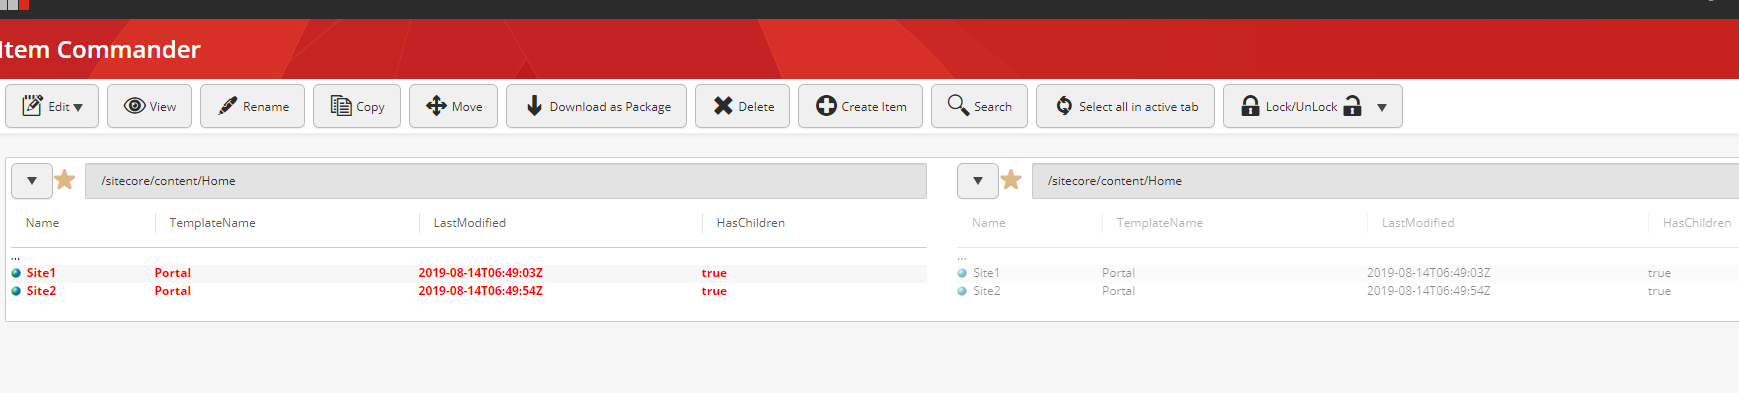 Item Commander
Edit View Rename Copy Move Download as Package Delete Create Item Search Select all in active tab Lock/UnLock
/sitecore/content/Home
Name TemplateName LastModified HasChildren
...
Site1 Portal 2019-08-14T06:49:03Z true
Site2 Portal 2019-08-14T06:49:54Z true
/sitecore/content/Home
Name TemplateName LastModified HasChildren
...
Site1 Portal 2019-08-14T06:49:03Z true
Site2 Portal 2019-08-14T06:49:54Z true